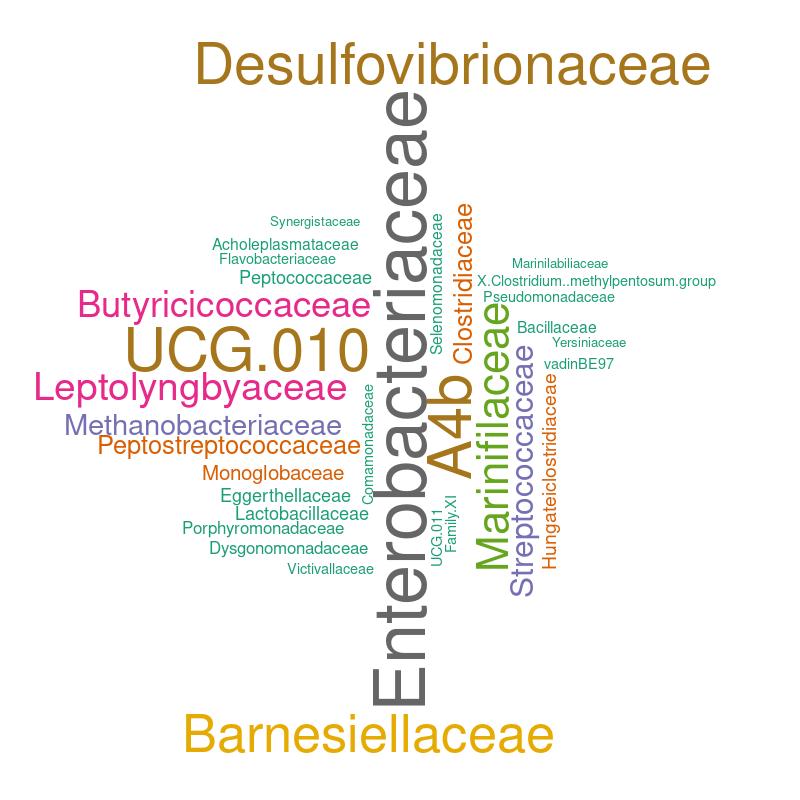 Desulfovibrionaceae
Enterobacteriaceae
Synergistaceae
Acholeplasmataceae
Flavobacteriaceae
Peptococcaceae
Butyricicoccaceae
UCG.010
Leptolyngbyaceae
Methanobacteriaceae
Peptostreptococcaceae
Monoglobaceae
Eggerthellaceae
Lactobacillaceae
Porphyromonadaceae
Dysgonomonadaceae
Victivallaceae
Comamonadaceae
Selenomonadaceae
Clostridiaceae
A4b
UCG.011
Family.XI
Marinifilaceae
Streptococcaceae
Hungateiclostridiaceae
Marinilabiliaceae
X.Clostridium..methylpentosum.group
Pseudomonadaceae
Bacillaceae
Yersiniaceae
vadinBE97
Barnesiellaceae